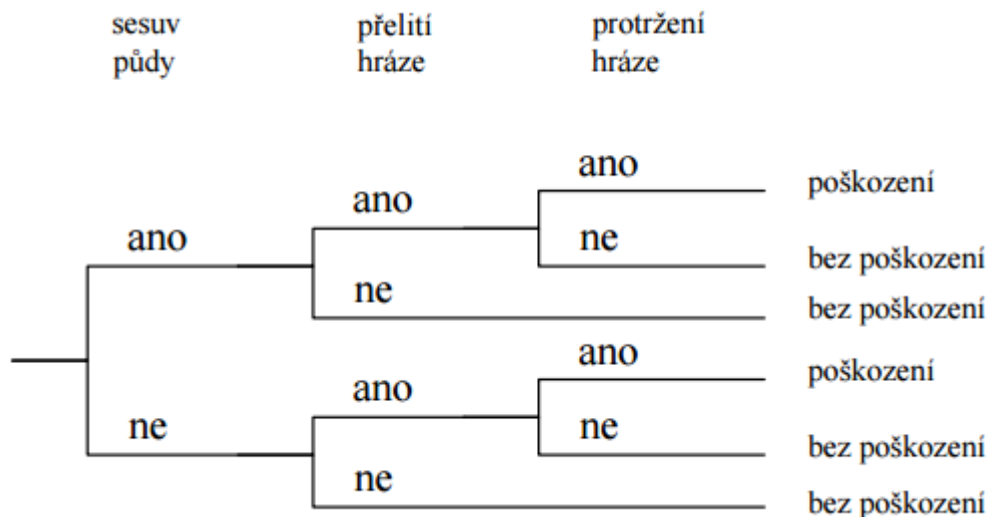 sesuv
půdy
přelití
hráze
protržení
hráze
ano
poškození
ano
ano
ne
bez poškození
ne
bez poškození
ano
poškození
ne
ano
ne
bez poškození
ne
bez poškození